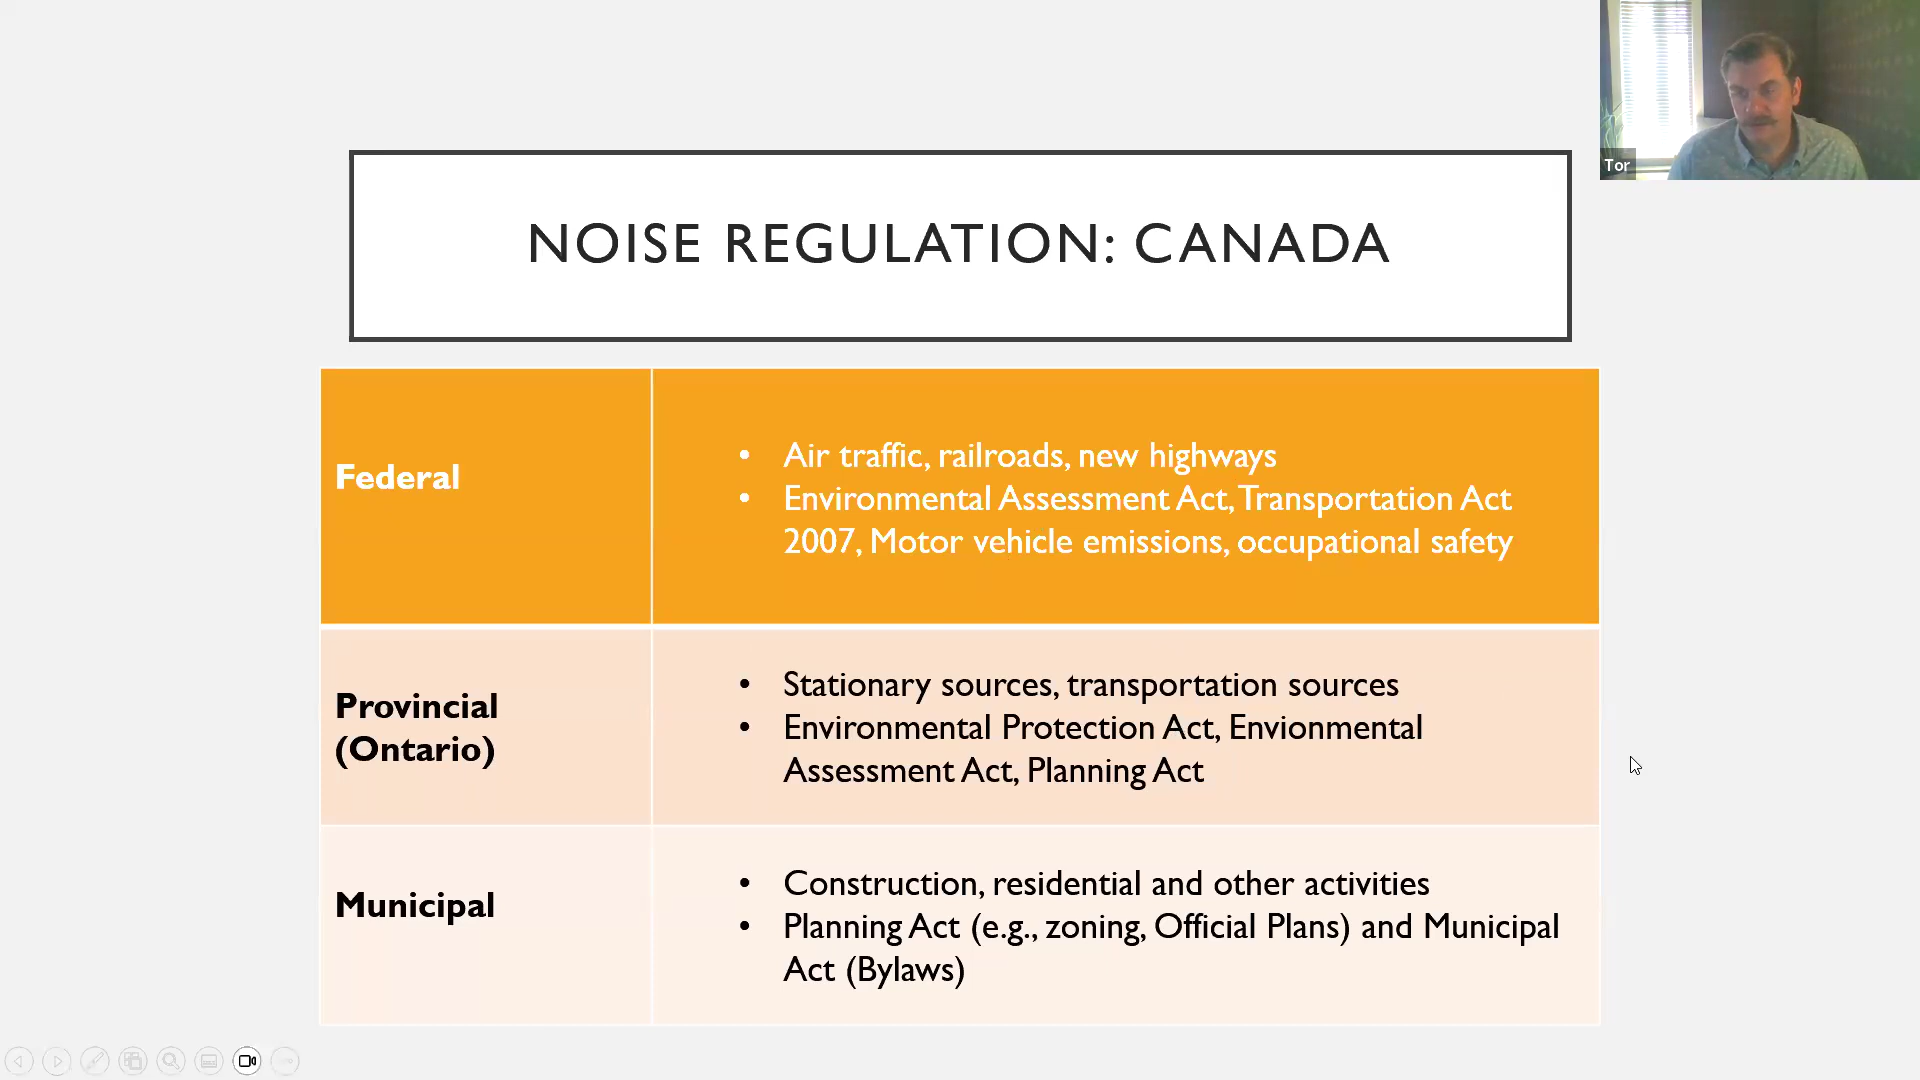 NOISE REGULATION: CANADA
Tor
Federal
• Air traffic, railroads, new highways
• Environmental Assessment Act, Transportation Act
2007, Motor vehicle emissions, occupational safety
Provincial
(Ontario)
• Stationary sources, transportation sources
• Environmental Protection Act, Envionmental
Assessment Act, Planning Act
Municipal
• Construction, residential and other activities
• Planning Act (e.g., zoning, Official Plans) and Municipal
Act (Bylaws)